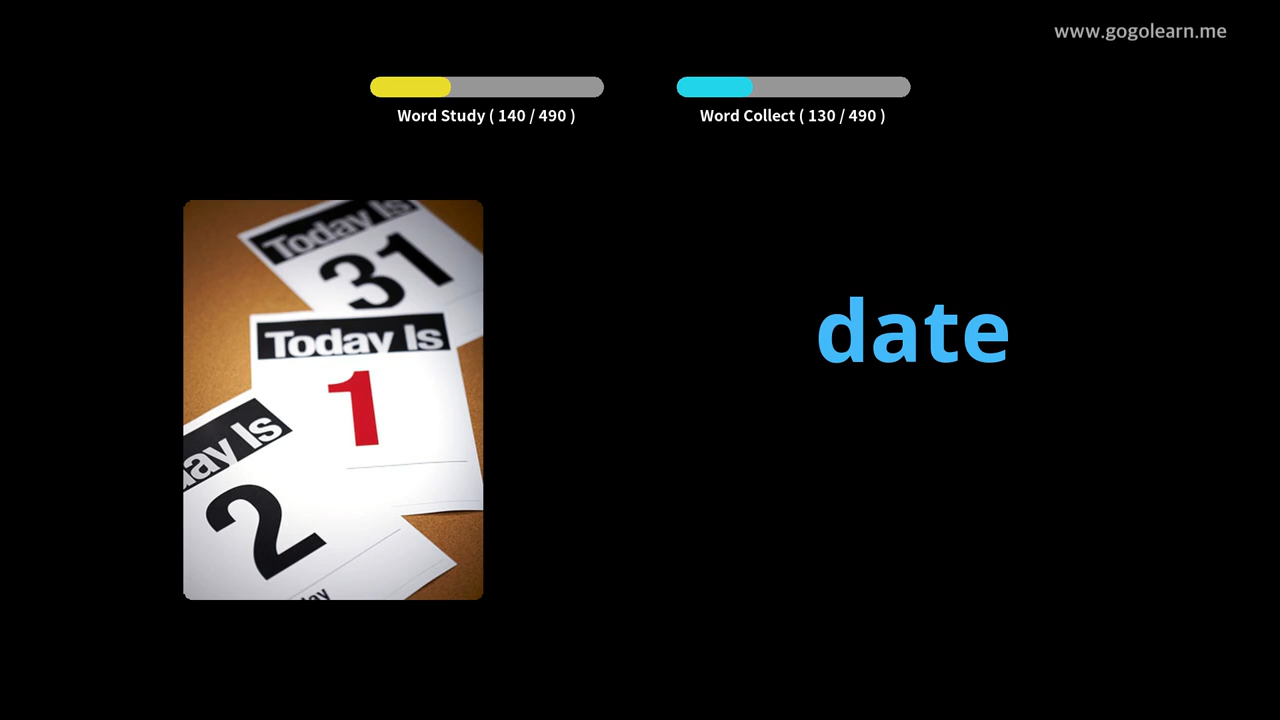 www.gogolearn.me
Word Study ( 140 / 490 )
Word Collect ( 130 / 490 )
Today Is
31
Today Is
1
date
ay Is
2
ay